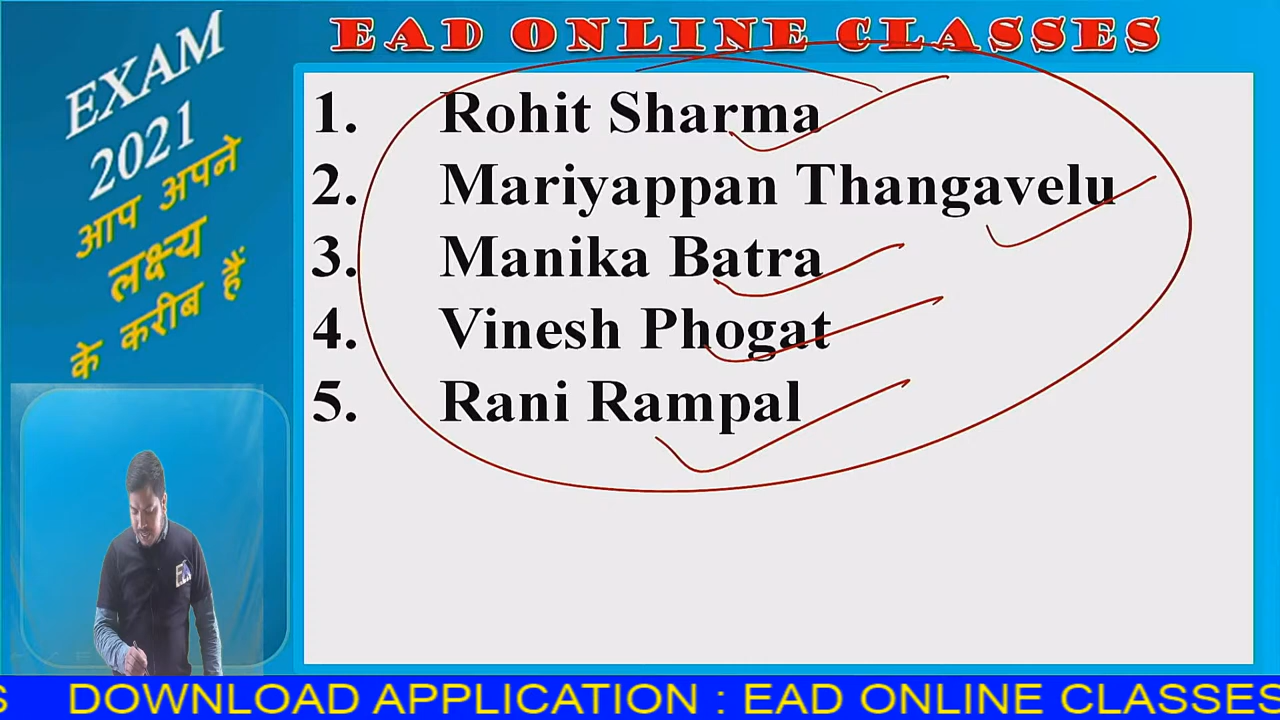 EAD ONLINE CLASSES
EXAM
2021
आप अपने
लक्ष्य
के करीब हैं
1. Rohit Sharma
2. Mariyappan Thangavelu
3. Manika Batra
4. Vinesh Phogat
5. Rani Rampal
S DOWNLOAD APPLICATION : EAD ONLINE CLASSES